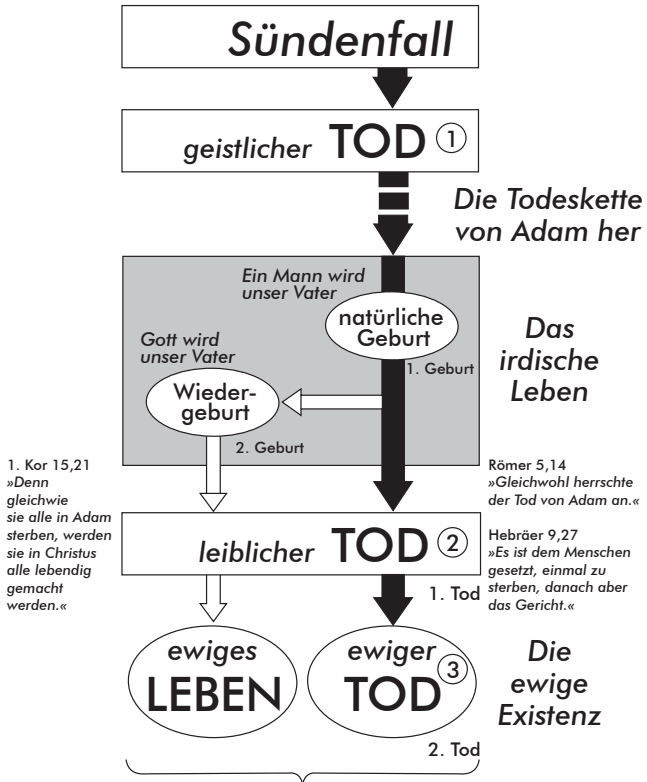 Sündenfall
geistlicher TOD 1
Die Todeskette
von Adam her
Ein Mann wird
unser Vater
natürliche
Geburt
1. Geburt
Gott wird
unser Vater
Wieder-
geburt
2. Geburt
Das
irdische
Leben
1. Kor 15,21
»Denn
gleichwie
sie alle in Adam
sterben, werden
sie in Christus
alle lebendig
gemacht
werden.«
Römer 5,14
»Gleichwohl herrschte
der Tod von Adam an.«
Hebräer 9,27
»Es ist dem Menschen
gesetzt, einmal zu
sterben, danach aber
das Gericht.«
leiblicher TOD 2
1. Tod
ewiges
LEBEN
ewiger
TOD 3
2. Tod
Die
ewige
Existenz